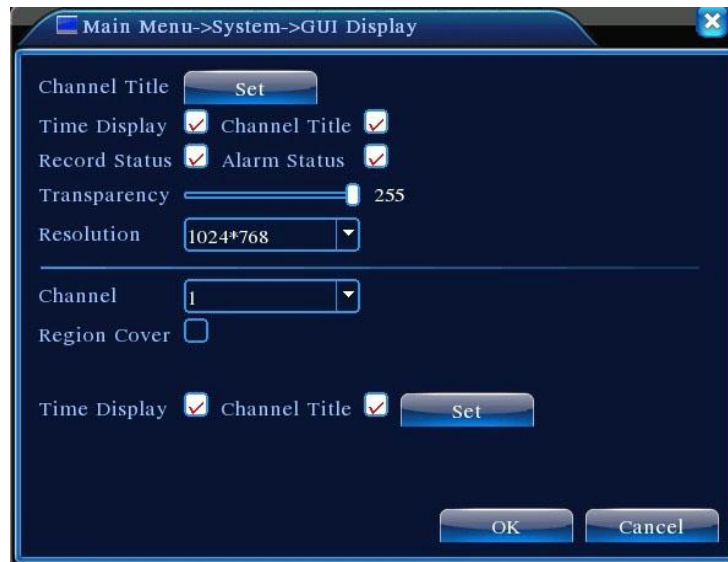 Main Menu->System->GUI Display
Channel Title Set
Time Display Channel Title
Record Status Alarm Status
Transparency 255
Resolution 1024*768
Channel 1
Region Cover
Time Display Channel Title Set
OK Cancel